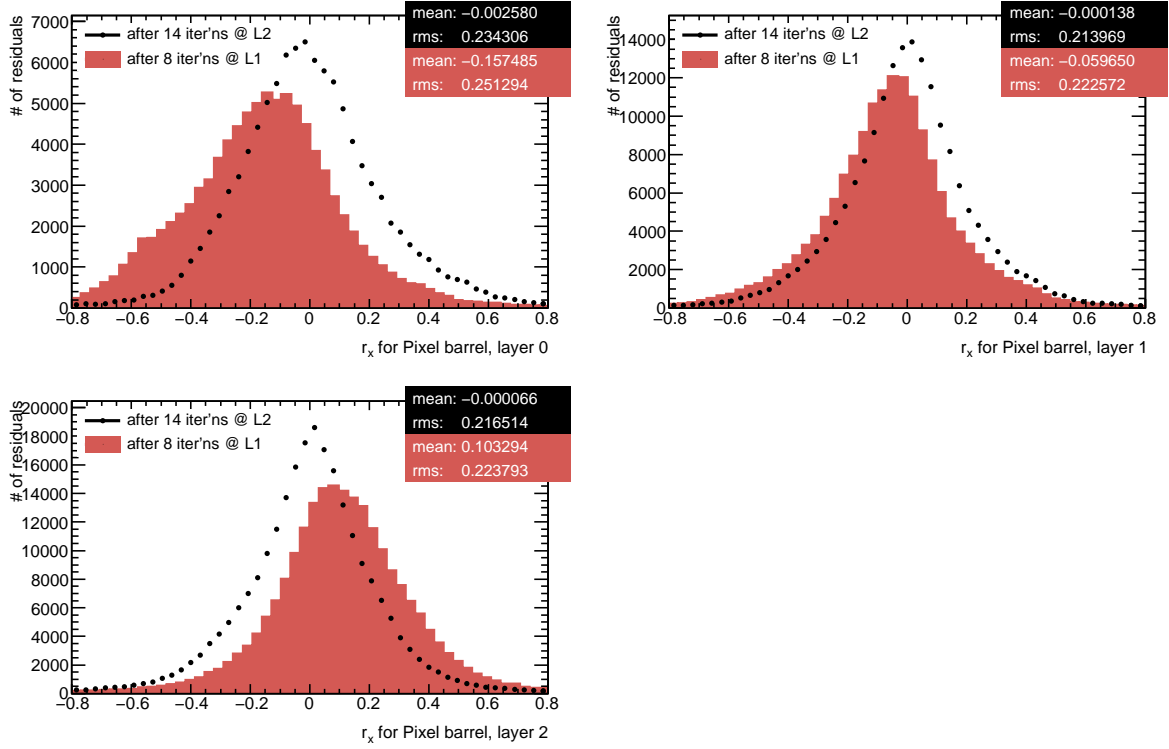 # of residuals
7000
6000
5000
4000
3000
2000
1000
0
after 14 iter'ns @ L2
after 8 iter'ns @ L1
mean: −0.002580
rms: 0.234306
mean: −0.157485
rms: 0.251294
−0.8 −0.6 −0.4 −0.2 0 0.2 0.4 0.6 0.8
r_x for Pixel barrel, layer 0
# of residuals
14000
12000
10000
8000
6000
4000
2000
0
after 14 iter'ns @ L2
after 8 iter'ns @ L1
mean: −0.000138
rms: 0.213969
mean: −0.059650
rms: 0.222572
−0.8 −0.6 −0.4 −0.2 0 0.2 0.4 0.6 0.8
r_x for Pixel barrel, layer 1
# of residuals
20000
18000
16000
14000
12000
10000
8000
6000
4000
2000
0
after 14 iter'ns @ L2
after 8 iter'ns @ L1
mean: −0.000066
rms: 0.216514
mean: 0.103294
rms: 0.223793
−0.8 −0.6 −0.4 −0.2 0 0.2 0.4 0.6 0.8
r_x for Pixel barrel, layer 2